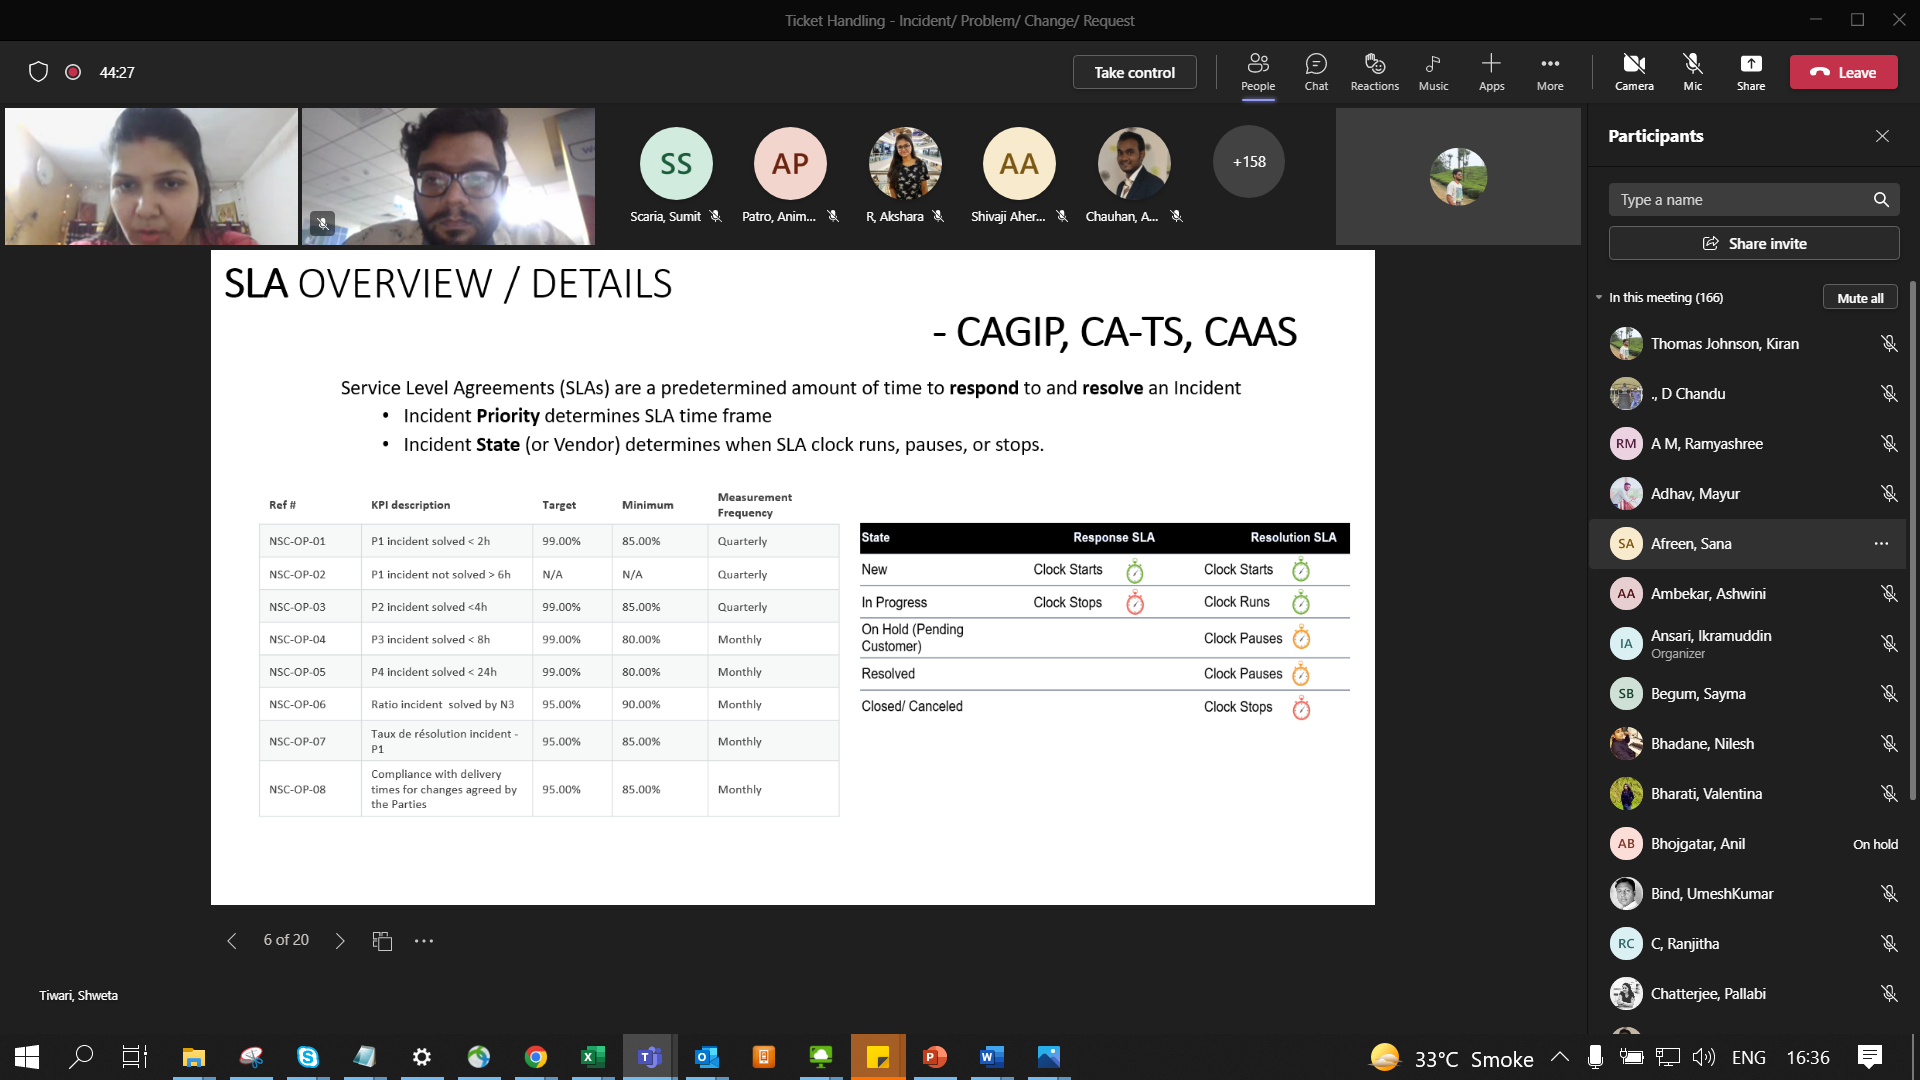 Ticket Handling - Incident/ Problem/ Change/ Request
44:27
Take control
People
Chat
Reactions
Music
Apps
More
Camera
Mic
Share
Leave
SS
AP
AA
+158
Scaria, Sumit
Patro, Anim...
R, Akshara
Shivaji Aher...
Chauhan, A...
SLA OVERVIEW / DETAILS
- CAGIP, CA-TS, CAAS
Service Level Agreements (SLAs) are a predetermined amount of time to respond to and resolve an Incident
• Incident Priority determines SLA time frame
• Incident State (or Vendor) determines when SLA clock runs, pauses, or stops.
Ref # KPI description Target Minimum Measurement
Frequency
NSC-OP-01 P1 incident solved < 2h 99.00% 85.00% Quarterly
NSC-OP-02 P1 incident not solved > 6h N/A N/A Quarterly
NSC-OP-03 P2 incident solved <4h 99.00% 85.00% Quarterly
NSC-OP-04 P3 incident solved < 8h 99.00% 80.00% Monthly
NSC-OP-05 P4 incident solved < 24h 99.00% 80.00% Monthly
NSC-OP-06 Ratio incident solved by N3 95.00% 90.00% Monthly
NSC-OP-07 Taux de résolution incident - 95.00% 85.00% Monthly
P1
NSC-OP-08 Compliance with delivery 95.00% 85.00% Monthly
times for changes agreed by
the Parties
State Response SLA Resolution SLA
New Clock Starts Clock Starts
In Progress Clock Stops Clock Runs
On Hold (Pending
Customer) Clock Pauses
Resolved Clock Pauses
Closed/ Canceled Clock Stops
6 of 20
Tiwari, Shweta
Participants
Type a name
Share invite
In this meeting (166)
Mute all
Thomas Johnson, Kiran
., D Chandu
RM A M, Ramyashree
Adhav, Mayur
SA Afreen, Sana
AA Ambekar, Ashwini
IA Ansari, Ikramuddin
Organizer
SB Begum, Sayma
Bhadane, Nilesh
Bharati, Valentina
AB Bhojgatar, Anil On hold
Bind, UmeshKumar
RC C, Ranjitha
Chatterjee, Pallabi
33°C Smoke
ENG
16:36